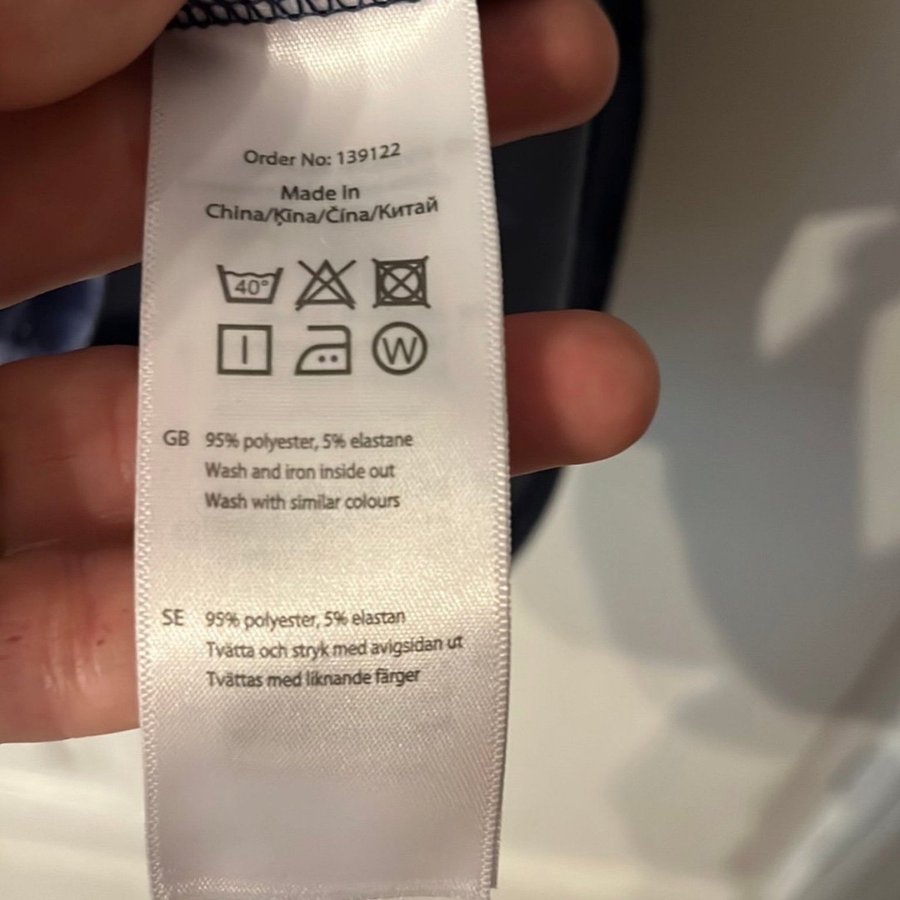 Order No: 139122
Made In
China/Ķīna/Čína/Китай
40°
W
GB 95% polyester, 5% elastane
Wash and iron inside out
Wash with similar colours
SE 95% polyester, 5% elastan
Tvätta och stryk med avigsidan ut
Tvättas med liknande färger